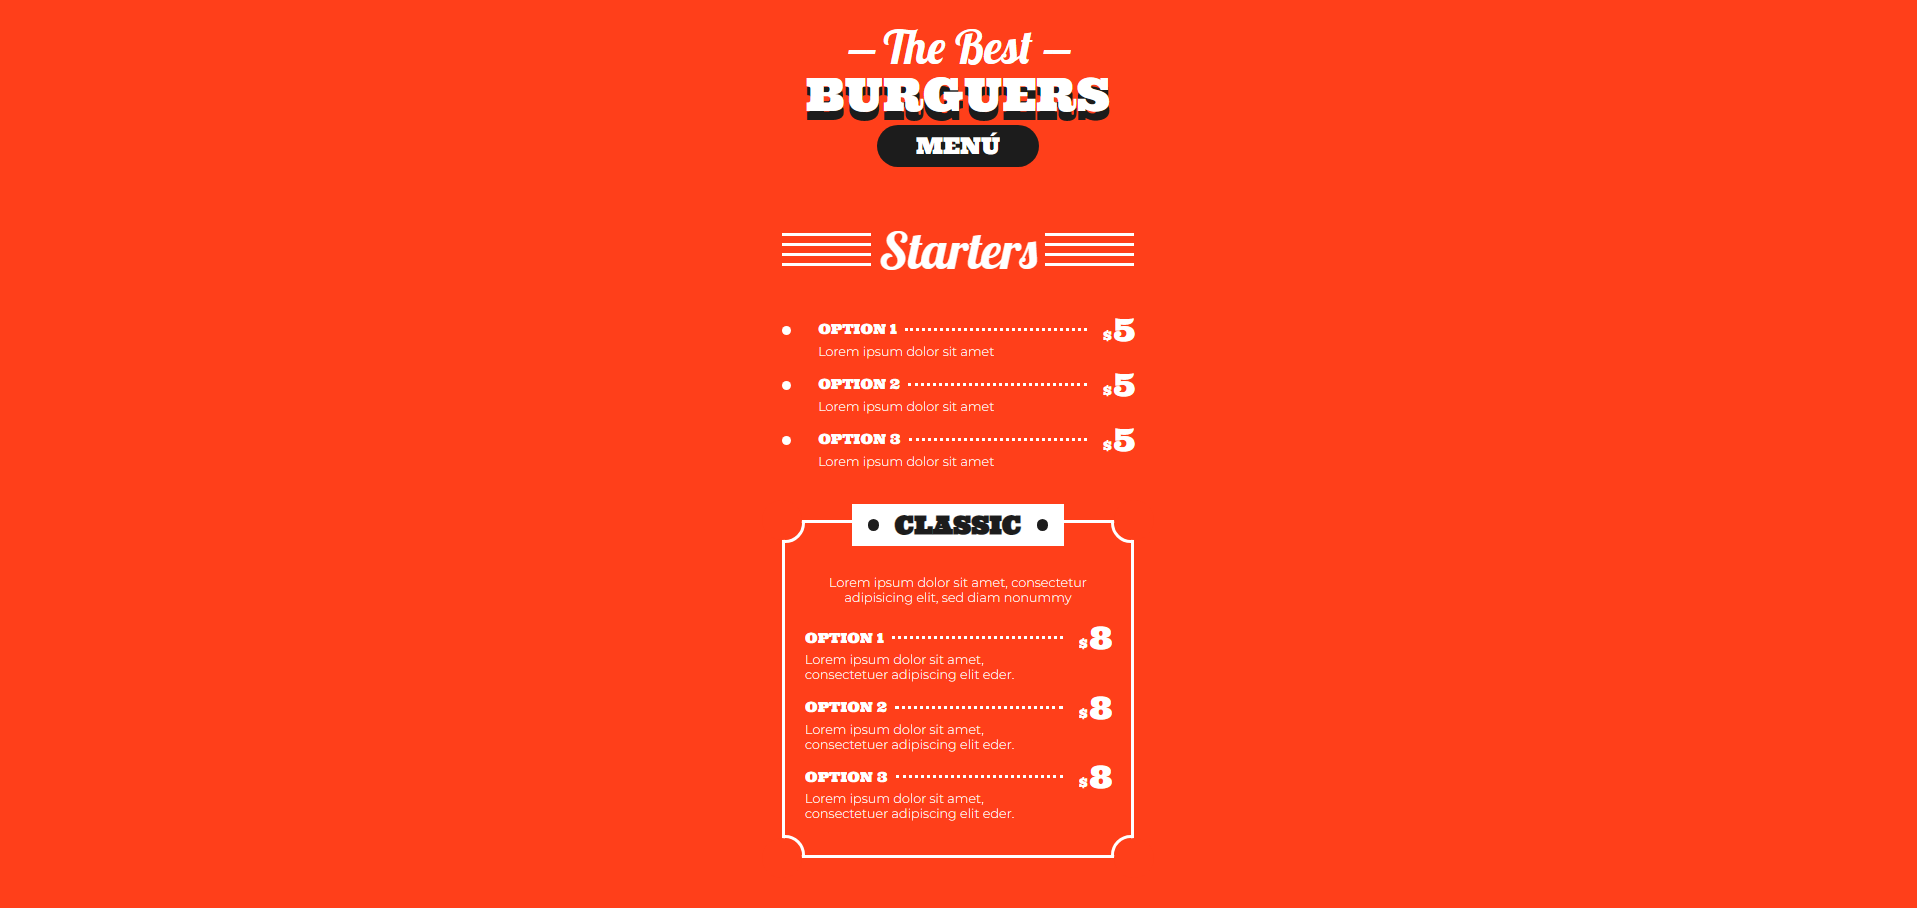 — The Best —
BURGUERS
MENÚ
Starters
OPTION 1 $5
Lorem ipsum dolor sit amet
OPTION 2 $5
Lorem ipsum dolor sit amet
OPTION 3 $5
Lorem ipsum dolor sit amet
CLASSIC
Lorem ipsum dolor sit amet, consectetur
adipisicing elit, sed diam nonummy
OPTION 1 $8
Lorem ipsum dolor sit amet,
consectetuer adipiscing elit eder.
OPTION 2 $8
Lorem ipsum dolor sit amet,
consectetuer adipiscing elit eder.
OPTION 3 $8
Lorem ipsum dolor sit amet,
consectetuer adipiscing elit eder.